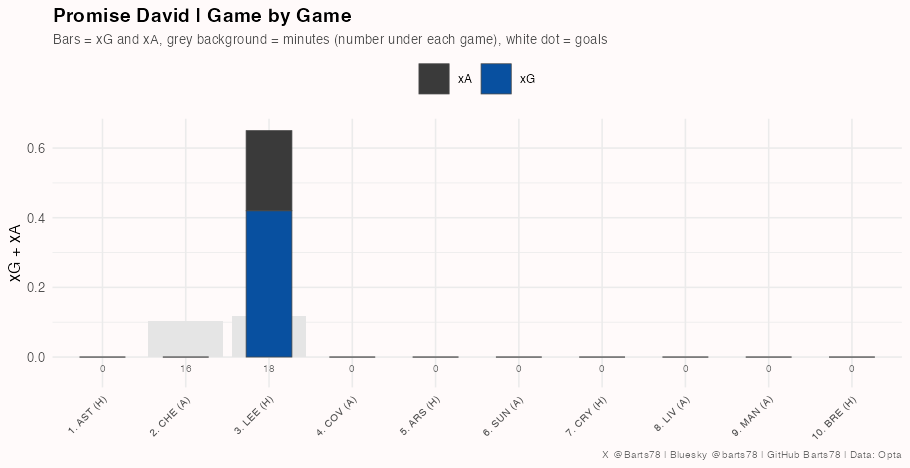 Promise David | Game by Game
Bars = xG and xA, grey background = minutes (number under each game), white dot = goals
xA xG
xG + xA
0.6
0.4
0.2
0.0
0 16 18 0 0 0 0 0 0 0
1. AST (H) 2. CHE (A) 3. LEE (H) 4. COV (A) 5. ARS (H) 6. SUN (A) 7. CRY (H) 8. LIV (A) 9. MAN (A) 10. BRE (H)
X @Barts78 | Bluesky @barts78 | GitHub Barts78 | Data: Opta